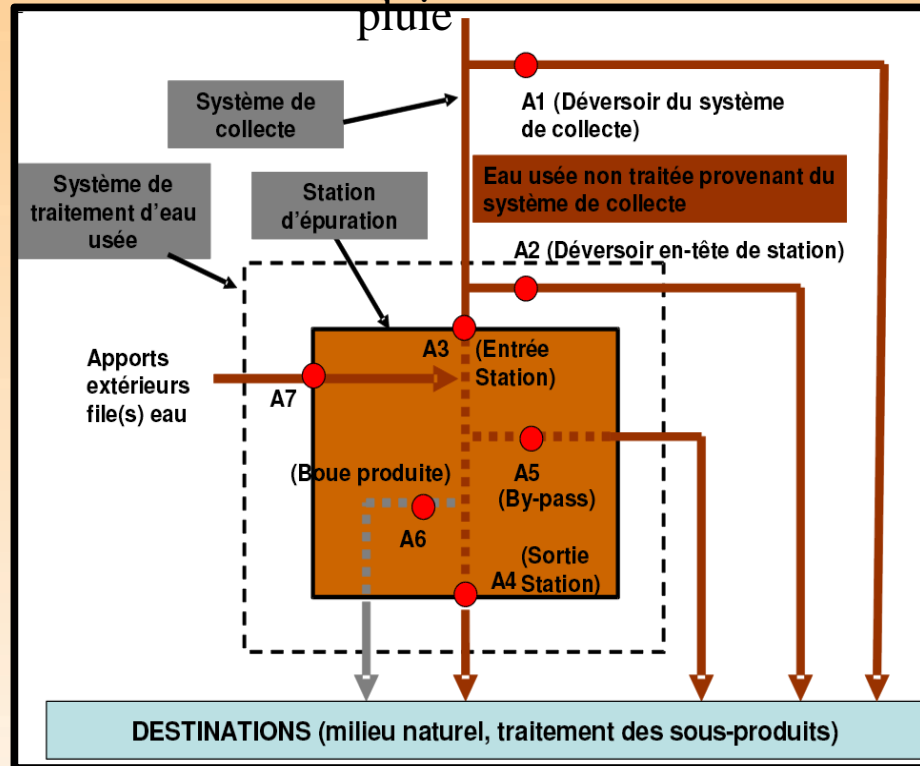 pluie
Système de
collecte
A1 (Déversoir du système
de collecte)
Système de
traitement d'eau
usée
Station
d'épuration
Eau usée non traitée provenant du
système de collecte
A2 (Déversoir en-tête de station)
A3 (Entrée
Station)
Apports
extérieurs
file(s) eau
A7
(Boue produite)
A5
(By-pass)
A6
(Sortie
A4 Station)
DESTINATIONS (milieu naturel, traitement des sous-produits)